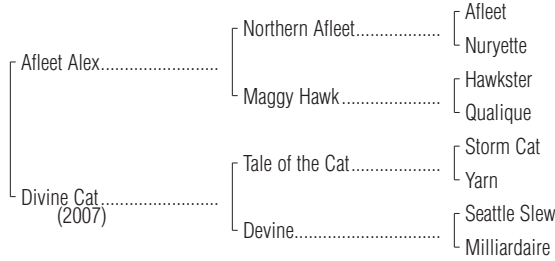 Afleet
Northern Afleet
Nuryette
Afleet Alex
Hawkster
Maggy Hawk
Qualique
Storm Cat
Tale of the Cat
Yarn
Divine Cat
(2007)
Seattle Slew
Devine
Milliardaire